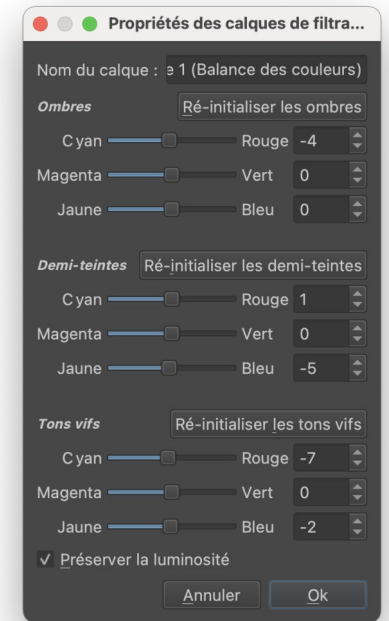 Propriétés des calques de filtra...
Nom du calque : e 1 (Balance des couleurs)
Ombres Ré-initialiser les ombres
Cyan Rouge -4
Magenta Vert 0
Jaune Bleu 0
Demi-teintes Ré-initialiser les demi-teintes
Cyan Rouge 1
Magenta Vert 0
Jaune Bleu -5
Tons vifs Ré-initialiser les tons vifs
Cyan Rouge -7
Magenta Vert 0
Jaune Bleu -2
Préserver la luminosité
Annuler Ok